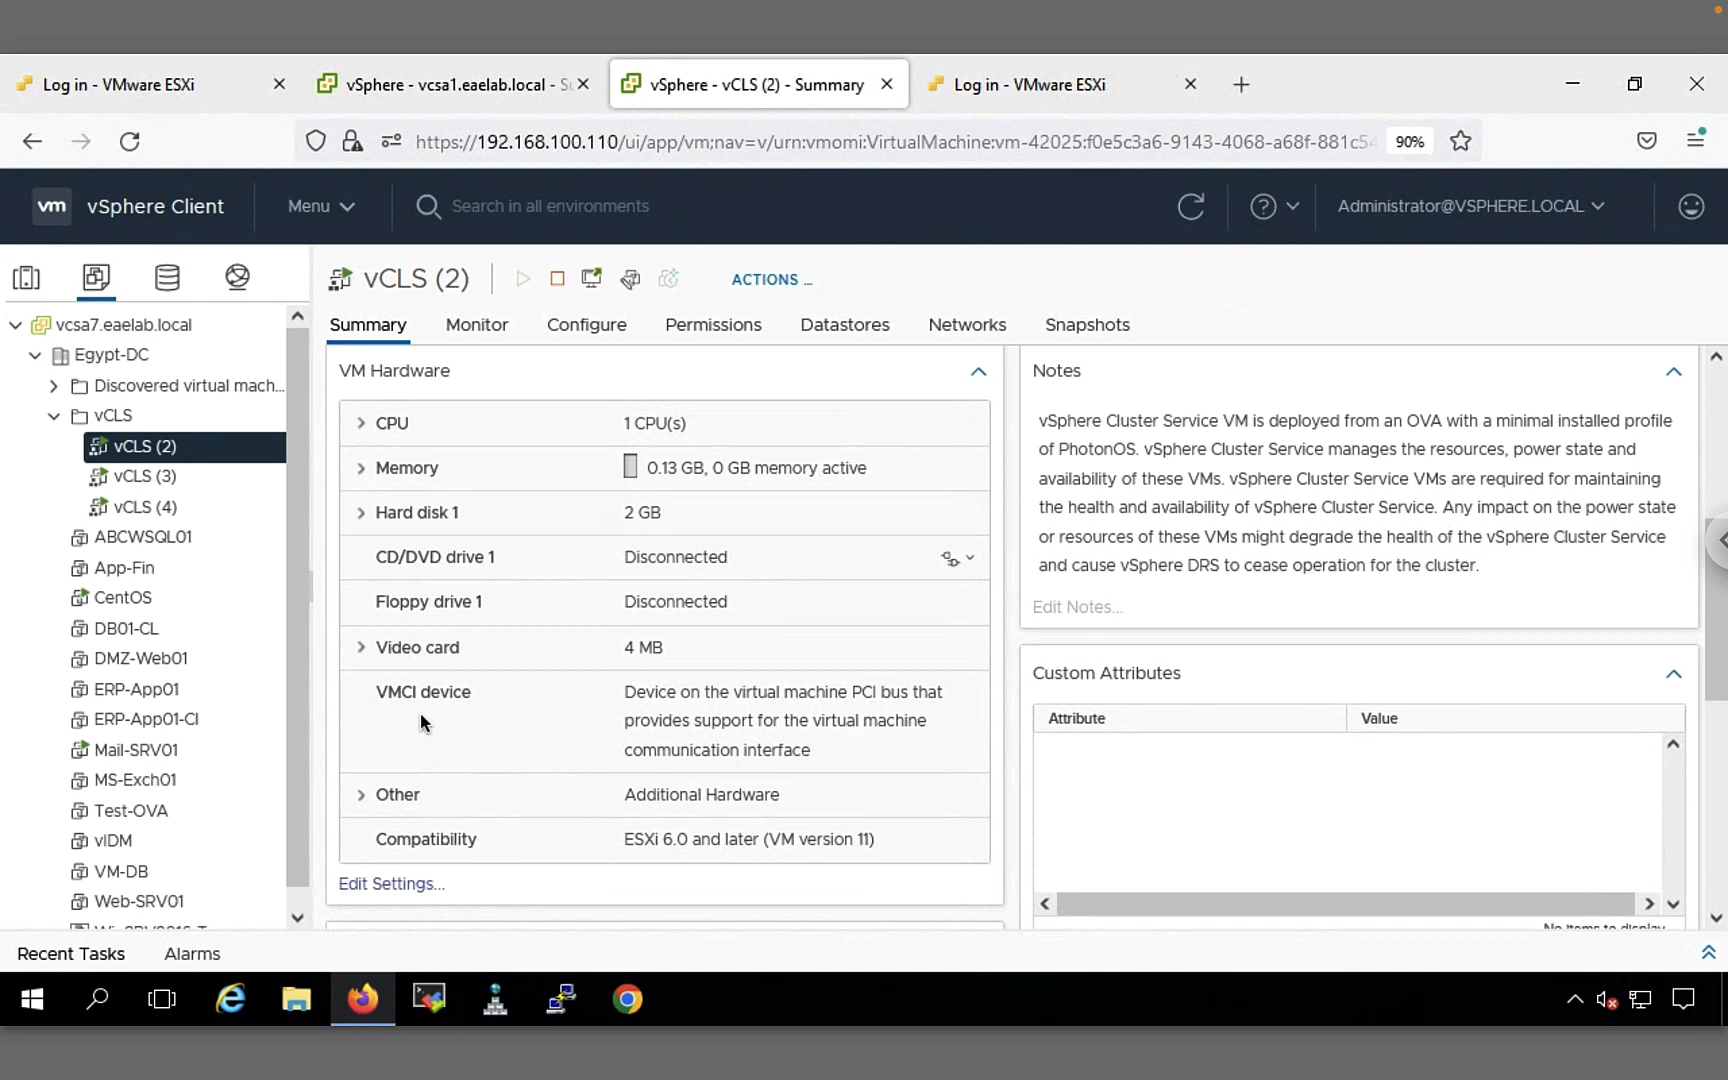 Log in - VMware ESXi
vSphere - vcsa1.eaelab.local - Su
vSphere - vCLS (2) - Summary
Log in - VMware ESXi
https://192.168.100.110/ui/app/vm;nav=v/urn:vmomi:VirtualMachine:vm-42025:f0e5c3a6-9143-4068-a68f-881c54
90%
vm
vSphere Client
Menu
Search in all environments
Administrator@VSPHERE.LOCAL
vCLS (2)
ACTIONS ...
Summary
Monitor
Configure
Permissions
Datastores
Networks
Snapshots
vcsa7.eaelab.local
Egypt-DC
Discovered virtual mach...
vCLS
vCLS (2)
vCLS (3)
vCLS (4)
ABCWSQL01
App-Fin
CentOS
DB01-CL
DMZ-Web01
ERP-App01
ERP-App01-Cl
Mail-SRV01
MS-Exch01
Test-OVA
vIDM
VM-DB
Web-SRV01
VM Hardware
CPU 1 CPU(s)
Memory 0.13 GB, 0 GB memory active
Hard disk 1 2 GB
CD/DVD drive 1 Disconnected
Floppy drive 1 Disconnected
Video card 4 MB
VMCI device Device on the virtual machine PCI bus that
provides support for the virtual machine
communication interface
Other Additional Hardware
Compatibility ESXi 6.0 and later (VM version 11)
Edit Settings...
Notes
vSphere Cluster Service VM is deployed from an OVA with a minimal installed profile
of PhotonOS. vSphere Cluster Service manages the resources, power state and
availability of these VMs. vSphere Cluster Service VMs are required for maintaining
the health and availability of vSphere Cluster Service. Any impact on the power state
or resources of these VMs might degrade the health of the vSphere Cluster Service
and cause vSphere DRS to cease operation for the cluster.
Edit Notes...
Custom Attributes
Attribute Value
No items to display
Recent Tasks
Alarms